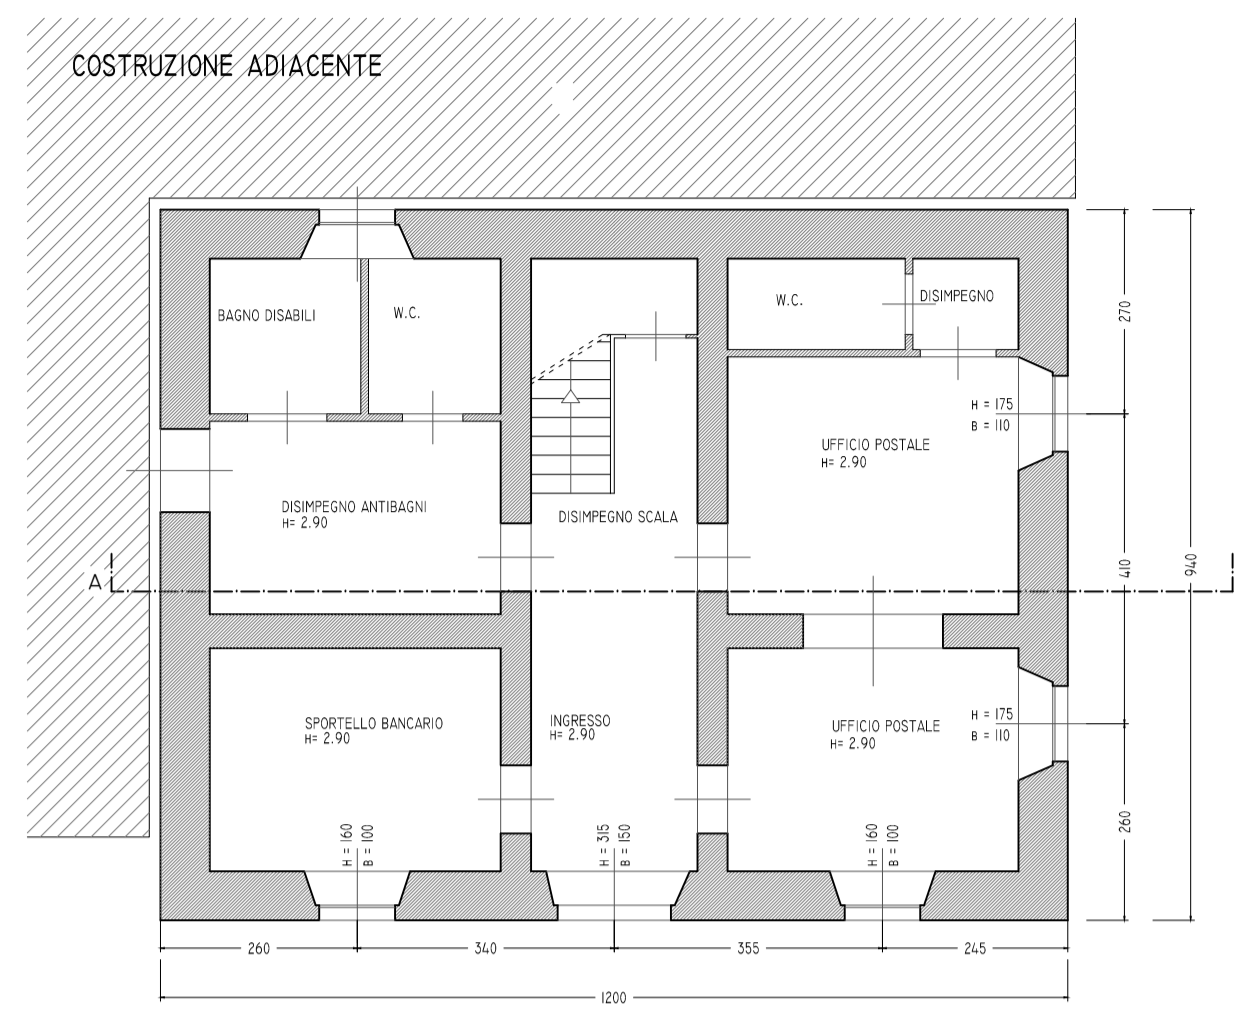 COSTRUZIONE ADIACENTE
BAGNO DISABILI
W.C.
W.C.
DISIMPEGNO
270
H = 175
B = 110
UFFICIO POSTALE
H= 2.90
DISIMPEGNO ANTIBAGNI
H= 2.90
DISIMPEGNO SCALA
A
410
940
SPORTELLO BANCARIO
H= 2.90
INGRESSO
H= 2.90
UFFICIO POSTALE
H= 2.90
H = 175
B = 110
260
H = 160
B = 100
H = 315
B = 150
H = 160
B = 100
260
340
355
245
1200